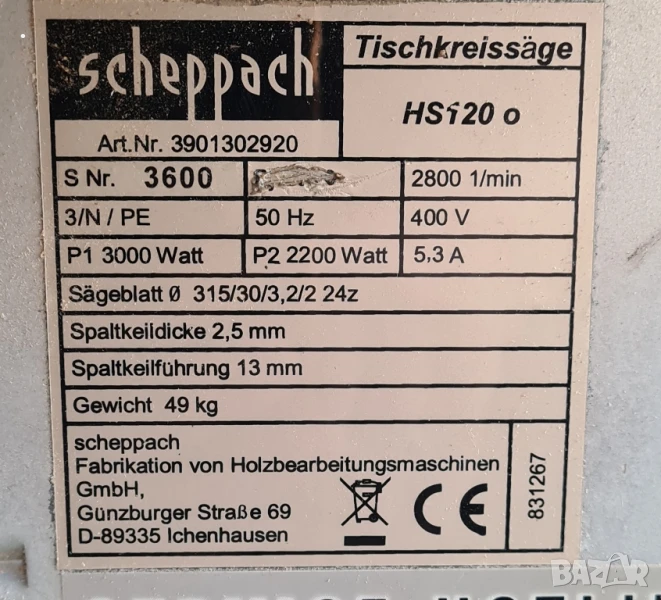 scheppach
Tischkreissäge
HS120 o
Art.Nr. 3901302920
S Nr. 3600
2800 1/min
3/N / PE
50 Hz
400 V
P1 3000 Watt
P2 2200 Watt
5,3 A
Sägeblatt Ø 315/30/3,2/2 24z
Spaltkeildicke 2,5 mm
Spaltkeilführung 13 mm
Gewicht 49 kg
scheppach
Fabrikation von Holzbearbeitungsmaschinen
GmbH,
Günzburger Straße 69
D-89335 Ichenhausen
CE
831267
BAZAR